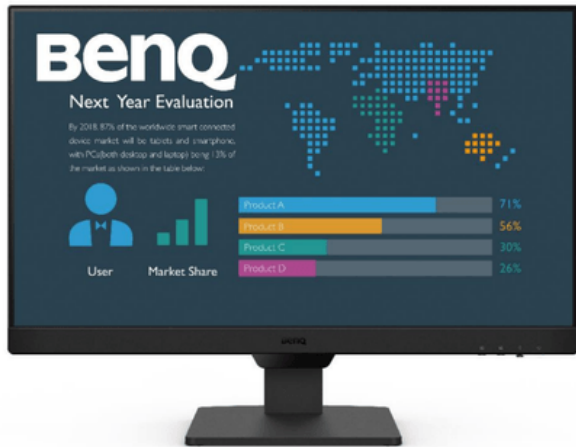 BenQ
Next Year Evaluation
By 2018, 87% of the worldwide smart connected
device market will be tablets and smartphone,
with PCs(both desktop and laptop) being 13% of
the market as shown in the table below:
Product A 71%
Product B 56%
Product C 30%
Product D 26%
User
Market Share
BenQ